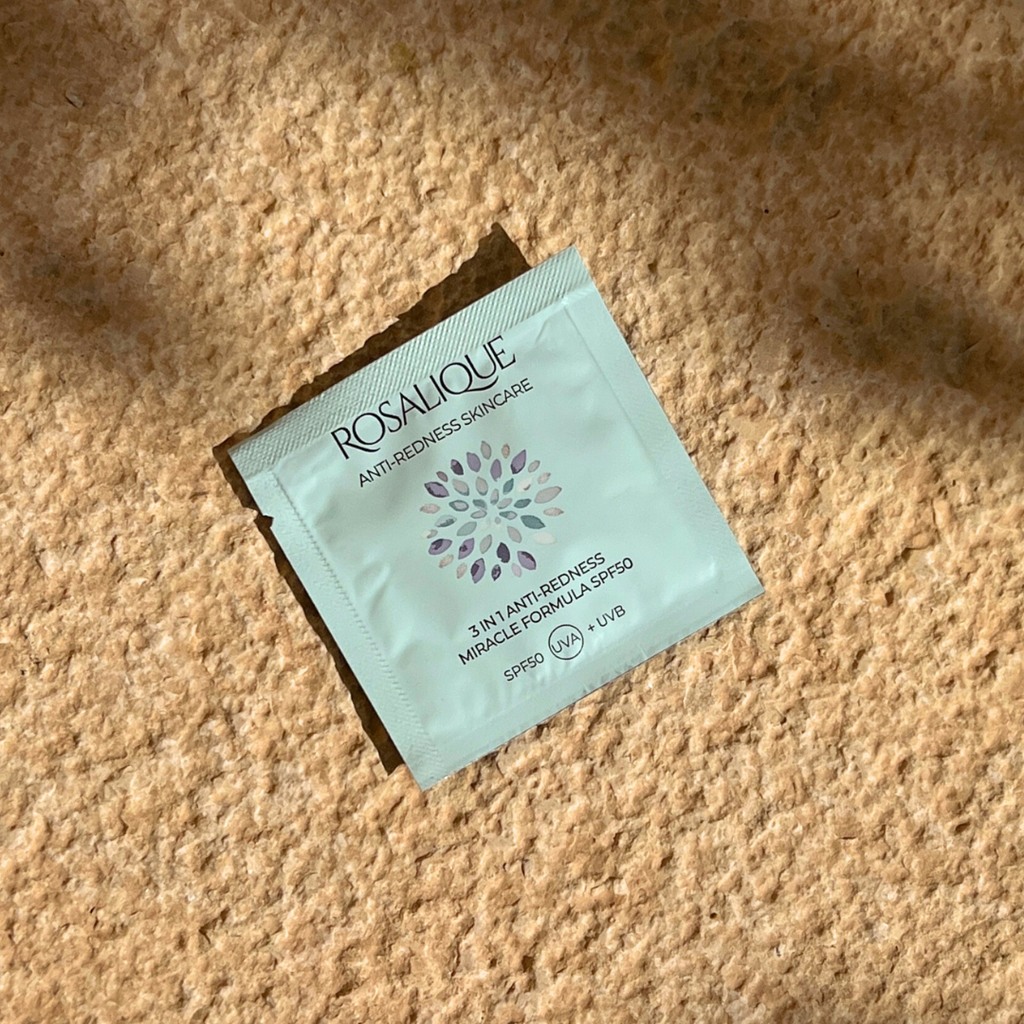 ROSALIQUE
ANTI-REDNESS SKINCARE
3 IN 1 ANTI-REDNESS
MIRACLE FORMULA SPF50
SPF50 UVA + UVB